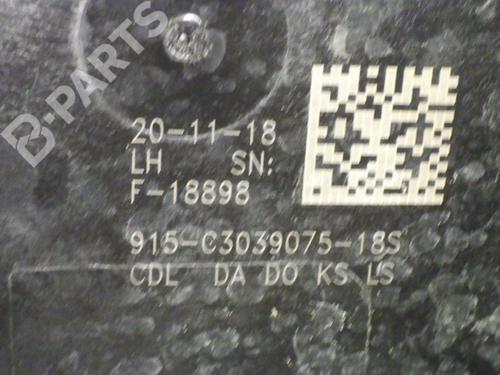 B-PARTS
20-11-18
LH SN:
F-18898
915-C3039075-18S
CDL DA DO KS LS